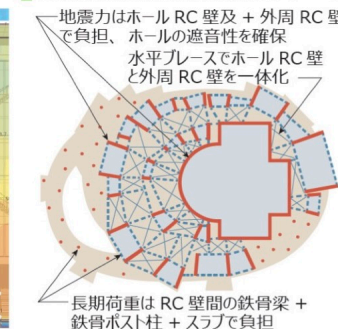 地震力はホール RC 壁及 + 外周 RC 壁
で負担、ホールの遮音性を確保
水平ブレースでホール RC 壁
と外周 RC 壁を一体化
長期荷重は RC 壁間の鉄骨梁 +
鉄骨ポスト柱 + スラブで負担